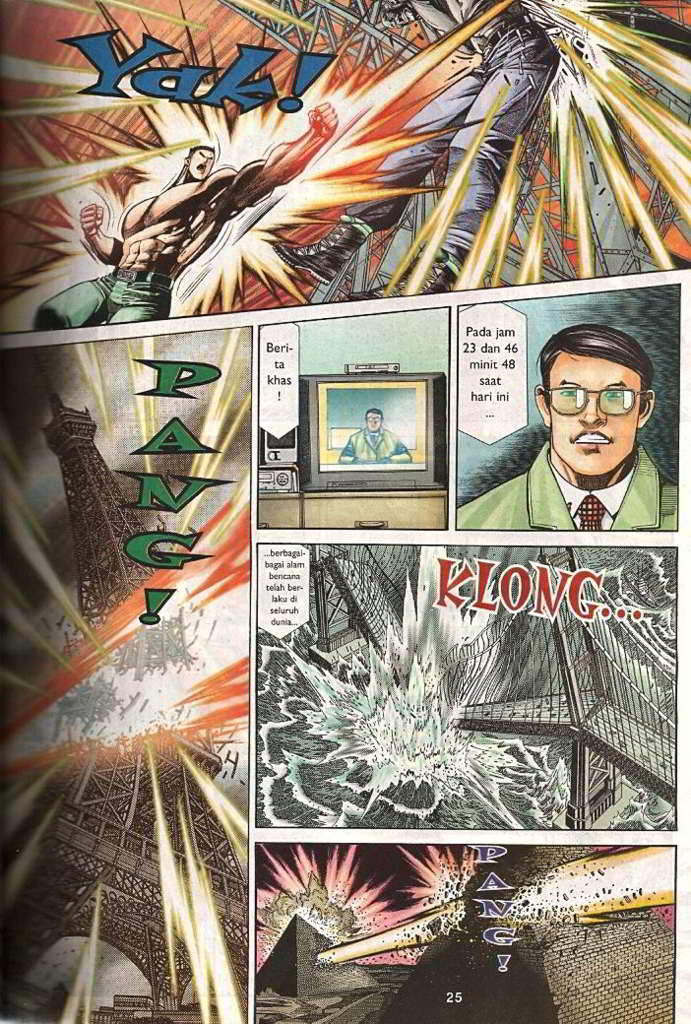 Yak!
PANG!
Beri-
ta
khas
!
Pada jam
23 dan 46
minit 48
saat
hari ini
...
...berbagai-
bagai alam
bencana
telah ber-
laku di
seluruh
dunia...
KLONG....
PANG!
25